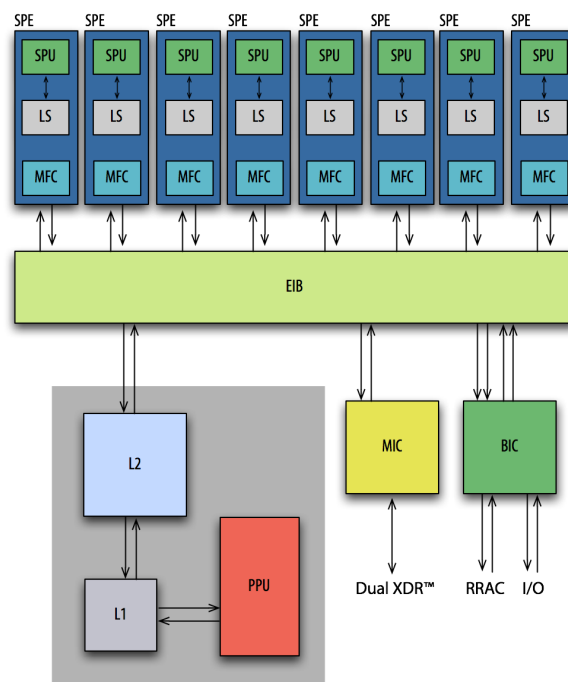 SPE SPE SPE SPE SPE SPE SPE SPE
SPU SPU SPU SPU SPU SPU SPU SPU
LS LS LS LS LS LS LS LS
MFC MFC MFC MFC MFC MFC MFC MFC
EIB
L2
MIC
BIC
PPU
L1
Dual XDR™
RRAC
I/O